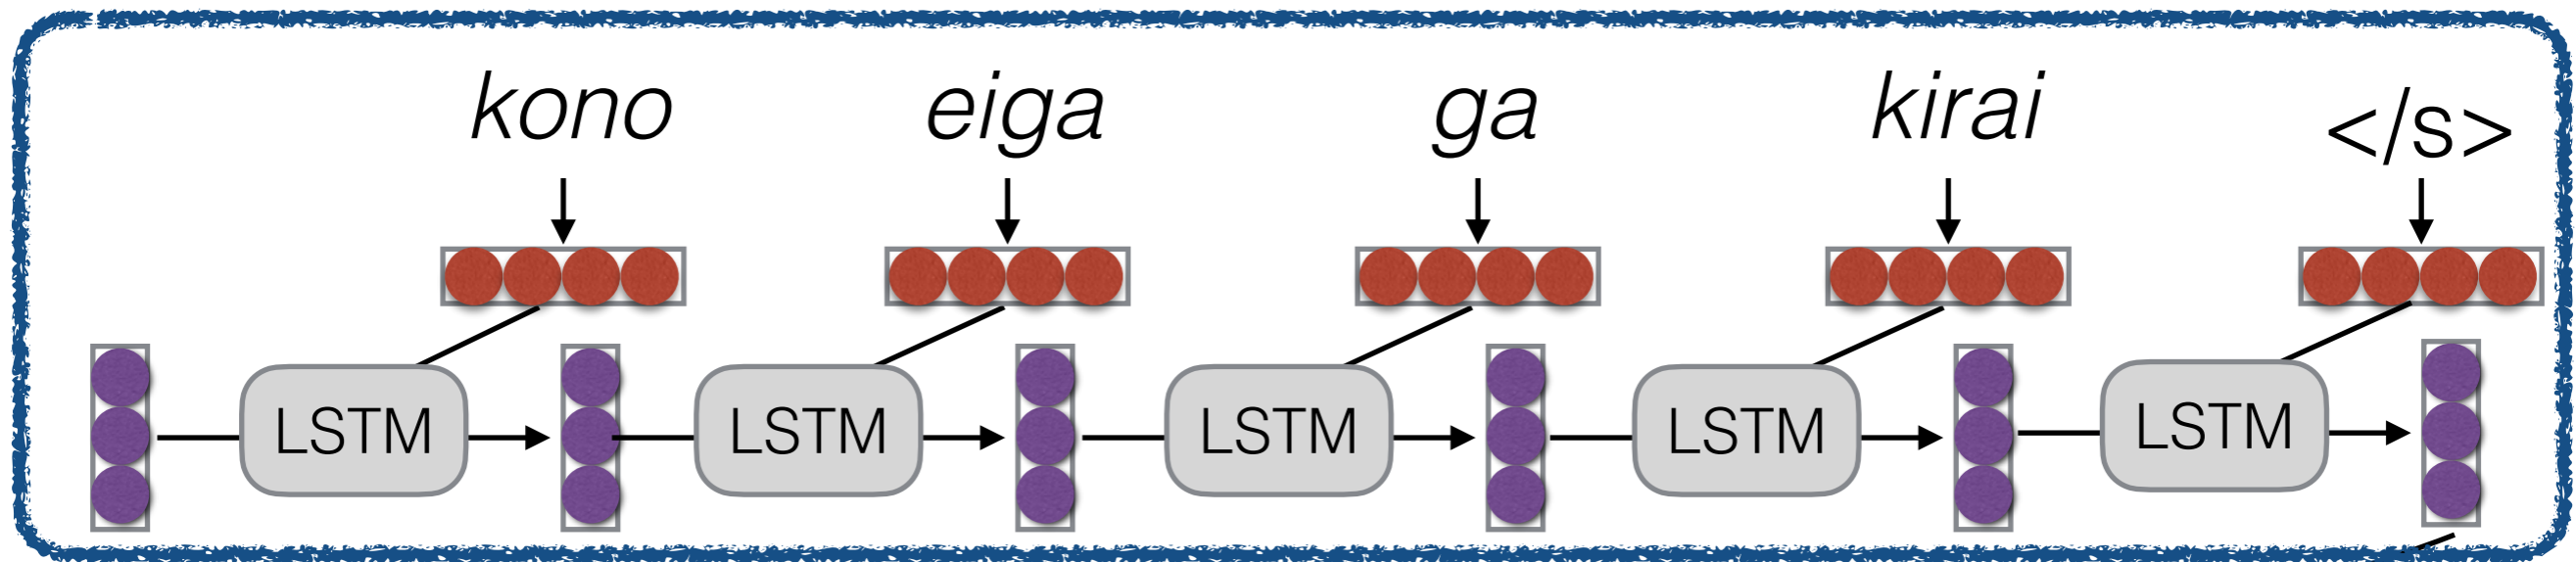 kono eiga ga kirai </s>
LSTM LSTM LSTM LSTM LSTM